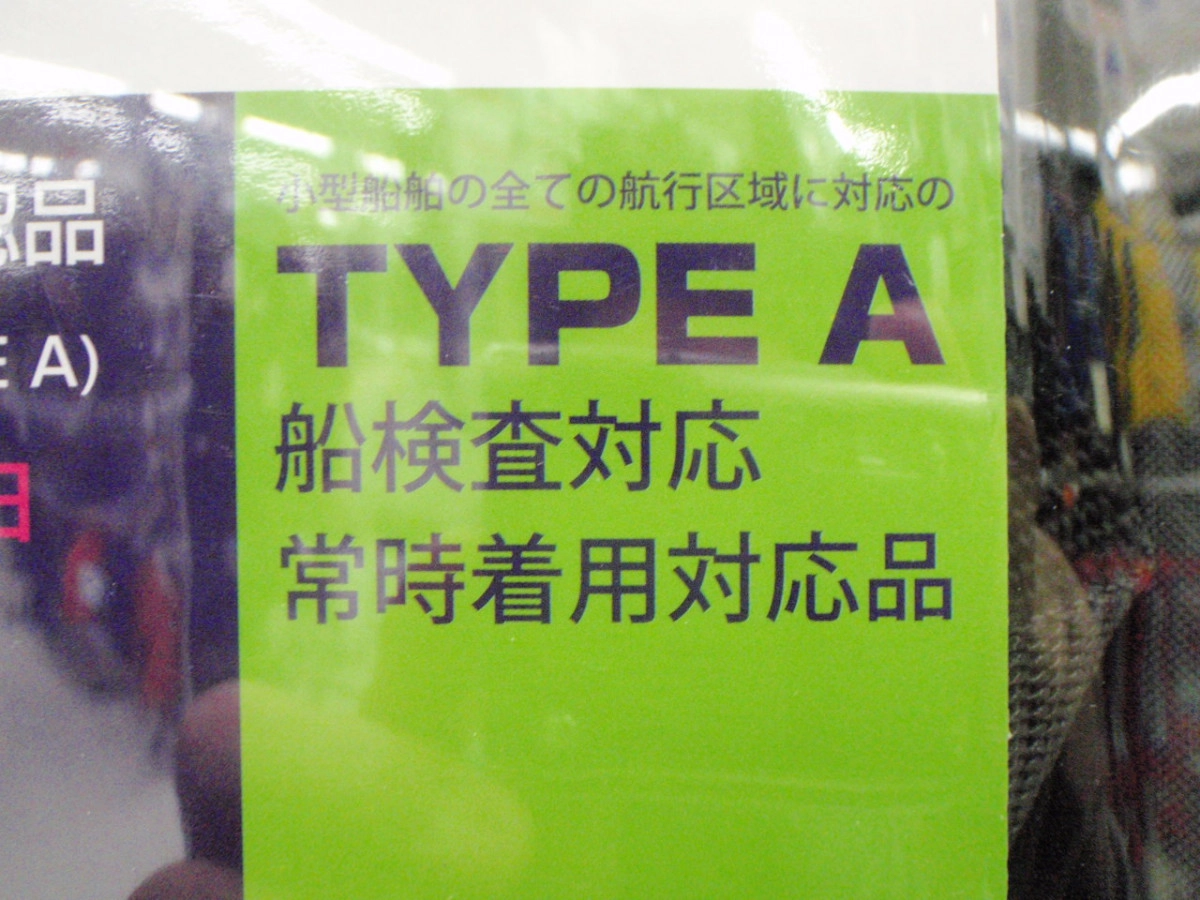 品
E A)
小型船舶の全ての航行区域に対応の
TYPE A
船検査対応
常時着用対応品